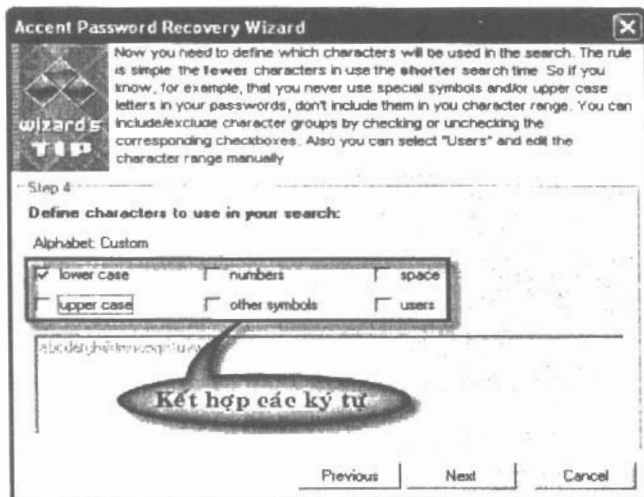 Accent Password Recovery Wizard
Now you need to define which characters will be used in the search. The rule
is simple: the fewer characters in use the shorter search time. So if you
know, for example, that you never use special symbols and/or upper case
letters in your passwords, don't include them in you character range. You can
include/exclude character groups by checking or unchecking the
corresponding checkboxes. Also you can select "Users" and edit the
character range manually
wizard's
TIP
Step 4
Define characters to use in your search:
Alphabet: Custom
lower case numbers space
upper case other symbols users
Kết hợp các ký tự
Previous Next Cancel